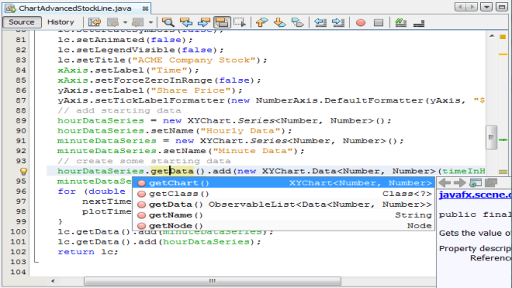 ChartAdvancedStockLine.java
Source History
81 lc.setAnimated(false);
82 lc.setLegendVisible(false);
83 lc.setTitle("ACME Company Stock");
84 xAxis.setLabel("Time");
85 xAxis.setForceZeroInRange(false);
86 yAxis.setLabel("Share Price");
87 yAxis.setTickLabelFormatter(new NumberAxis.DefaultFormatter(yAxis, "$
88 // add starting data
89 hourDataSeries = new XYChart.Series<Number, Number>();
90 hourDataSeries.setName("Hourly Data");
91 minuteDataSeries = new XYChart.Series<Number, Number>();
92 minuteDataSeries.setName("Minute Data");
93 // create some starting data
hourDataSeries.getData().add(new XYChart.Data<Number, Number>(timeInH
95 minuteDa
getChart() XYChart<Number, Number>
96 for (double
getClass() Class<?>
97 nextTime
getData() ObservableList<Data<Number, Number>>
98 plotTime
getName() String
99 }
getNode() Node
100 lc.getData().add(minuteDataSeries);
101 lc.getData().add(hourDataSeries);
102 return lc;
103
104
javafx.scene.c
public final
Gets the value of
Property descrip
Reference